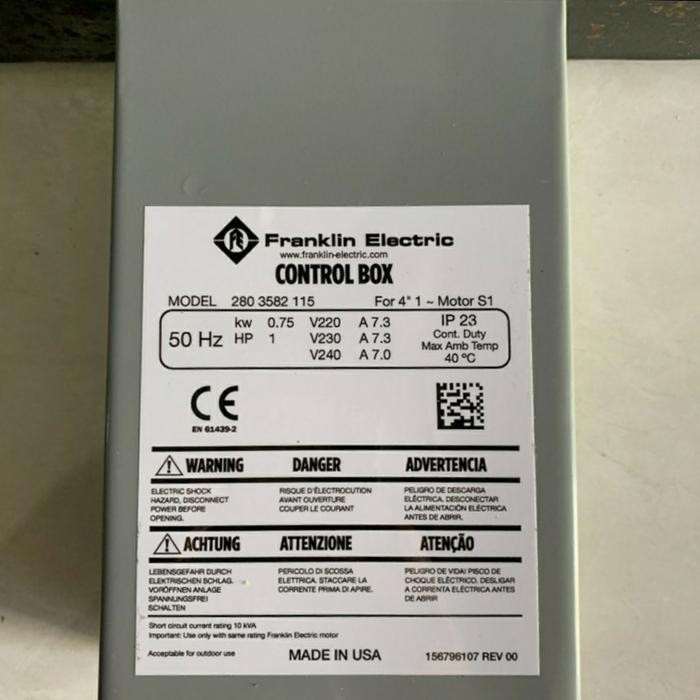 Franklin Electric
www.franklin-electric.com
CONTROL BOX
MODEL 280 3582 115 For 4" 1 ~ Motor S1
50 Hz
kw 0.75 V220 A 7.3
HP 1 V230 A 7.3
V240 A 7.0
IP 23
Cont. Duty
Max Amb Temp
40 ºC
CE
EN 61439-2
WARNING DANGER ADVERTENCIA
ELECTRIC SHOCK
HAZARD, DISCONNECT
POWER BEFORE
OPENING.
RISQUE D'ÉLECTROCUTION
AVANT OUVERTURE
COUPER LE COURANT
PELIGRO DE DESCARGA
ELÉCTRICA. DESCONECTAR
LA ALIMENTACIÓN ELÉCTRICA
ANTES DE ABRIR.
ACHTUNG ATTENZIONE ATENÇÃO
LEBENSGEFAHR DURCH
ELEKTRISCHEN SCHLAG.
VORÖFFNEN ANLAGE
SPANNUNGSFREI
SCHALTEN
PERICOLO DI SCOSSA
ELETTRICA. STACCARE LA
CORRENTE PRIMA DI APIRE.
PELIGRO DE VIDA! PISCO DE
CHOQUE ELÉCTRICO. DESLIGAR
A CORRENTA ELÉCTRICA ANTES
DE ABRIR
Short circuit current rating 10 kVA
Important: Use only with same rating Franklin Electric motor
Acceptable for outdoor use MADE IN USA 156796107 REV 00